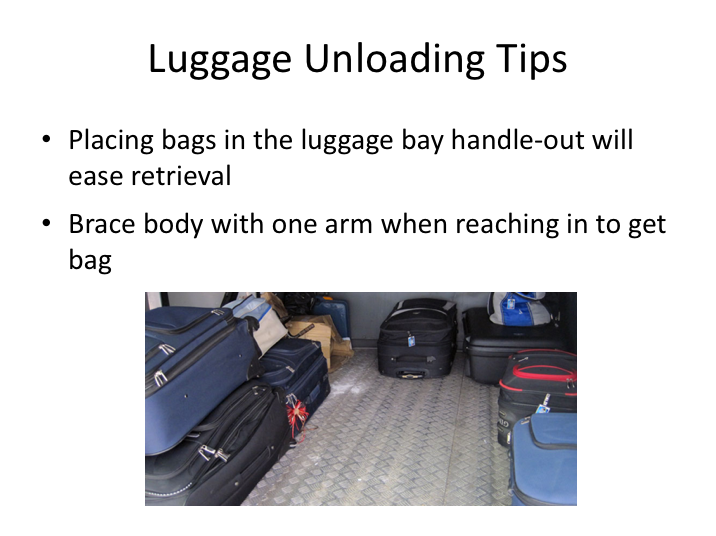 Luggage Unloading Tips
• Placing bags in the luggage bay handle-out will
ease retrieval
• Brace body with one arm when reaching in to get
bag